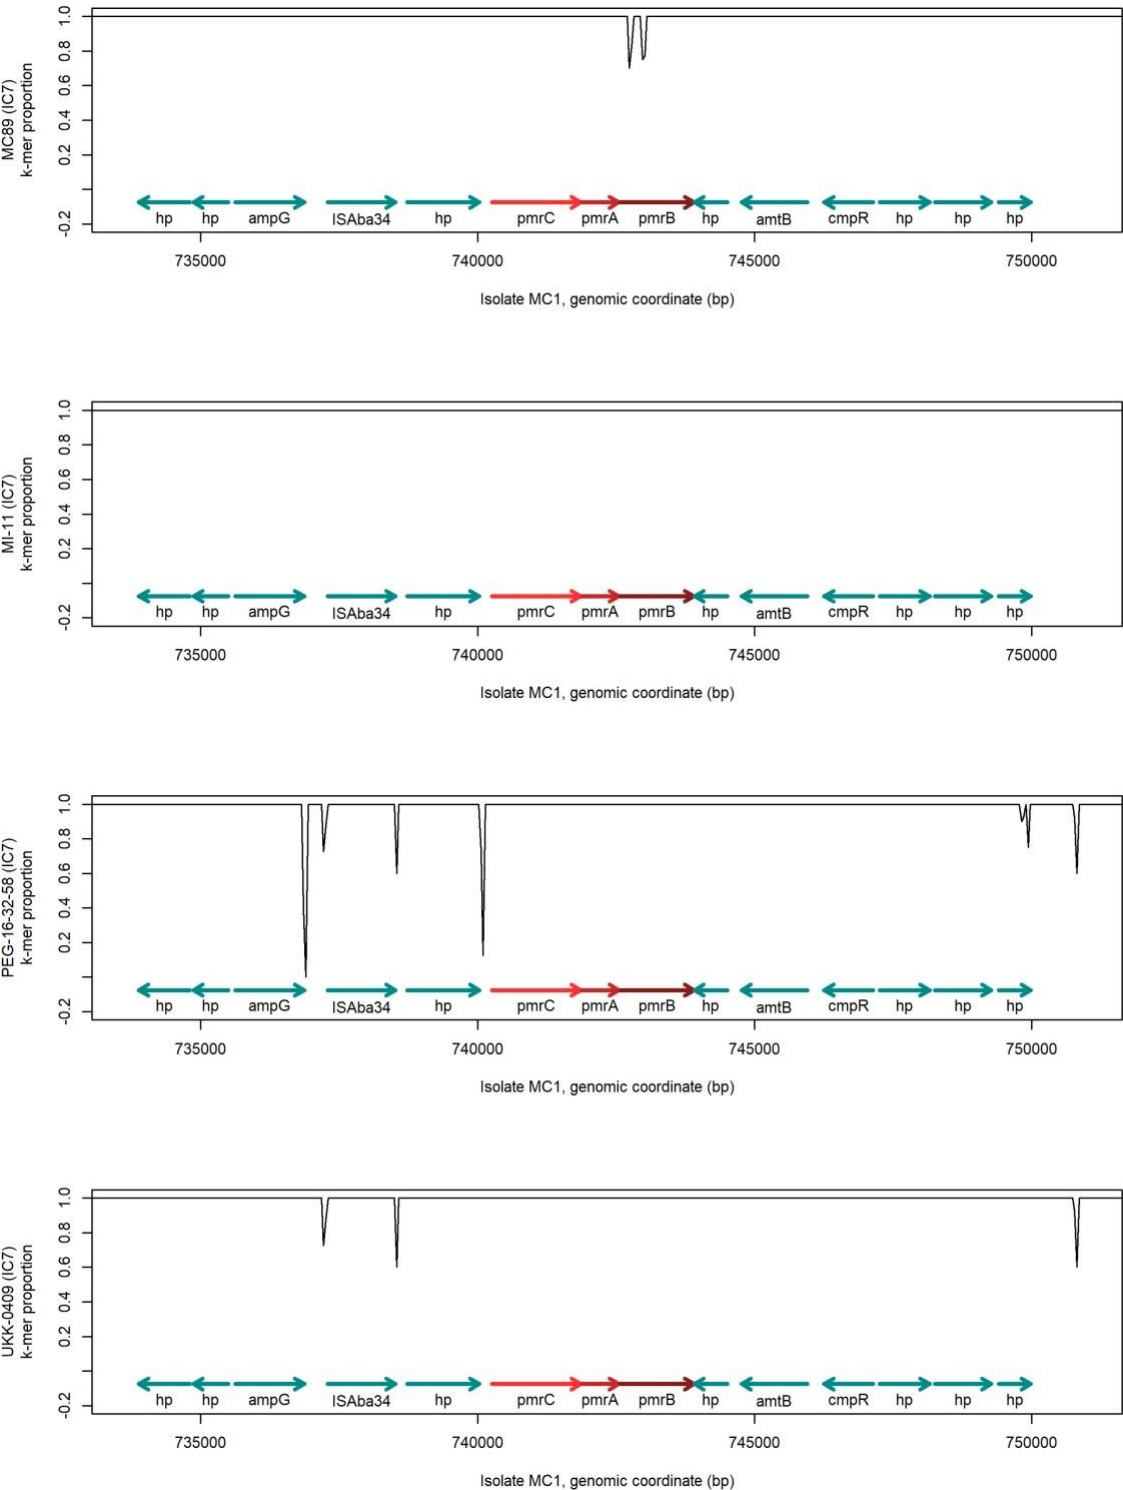 MC89 (IC7)
k-mer proportion
1.0
0.8
0.6
0.4
0.2
-0.2
hp hp ampG ISAba34 hp pmrC pmrA pmrB hp amtB cmpR hp hp hp
735000 740000 745000 750000
Isolate MC1, genomic coordinate (bp)
MI-11 (IC7)
k-mer proportion
1.0
0.8
0.6
0.4
0.2
-0.2
hp hp ampG ISAba34 hp pmrC pmrA pmrB hp amtB cmpR hp hp hp
735000 740000 745000 750000
Isolate MC1, genomic coordinate (bp)
PEG-16-32-58 (IC7)
k-mer proportion
1.0
0.8
0.6
0.4
0.2
-0.2
hp hp ampG ISAba34 hp pmrC pmrA pmrB hp amtB cmpR hp hp hp
735000 740000 745000 750000
Isolate MC1, genomic coordinate (bp)
UKK-0409 (IC7)
k-mer proportion
1.0
0.8
0.6
0.4
0.2
-0.2
hp hp ampG ISAba34 hp pmrC pmrA pmrB hp amtB cmpR hp hp hp
735000 740000 745000 750000
Isolate MC1, genomic coordinate (bp)